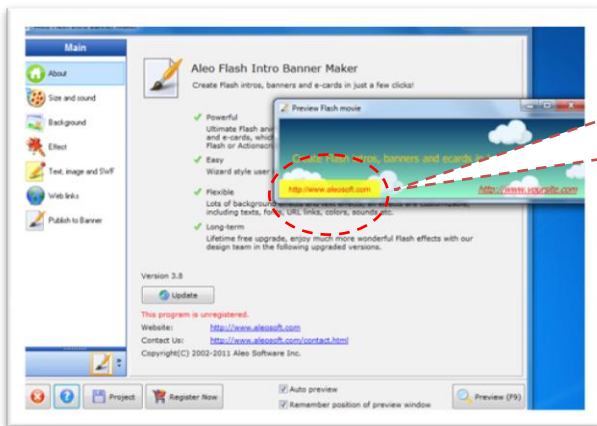 Main
About
Size and sound
Background
Effect
Text, image and SWF
Web links
Publish to Banner
Aleo Flash Intro Banner Maker
Create Flash intros, banners and e-cards in just a few clicks!
Powerful
Ultimate Flash
and e-cards, which
Flash or
Easy
Wizard style user
Flexible
Lots of background
including texts, URL links, colors, sounds etc.
Long-term
Lifetime free upgrade, enjoy much more wonderful Flash effects with our
design team in the following upgraded versions.
Preview Flash movie
Create Flash intros, banners and ecards
http://www.aleosoft.com
http://www.yoursite.com
Version 3.8
Update
This program is unregistered.
Website: http://www.aleosoft.com
Contact Us: http://www.aleosoft.com/contact.html
Copyright(C) 2002-2011 Aleo Software Inc.
Project
Register Now
Auto preview
Remember position of preview window
Preview (F9)